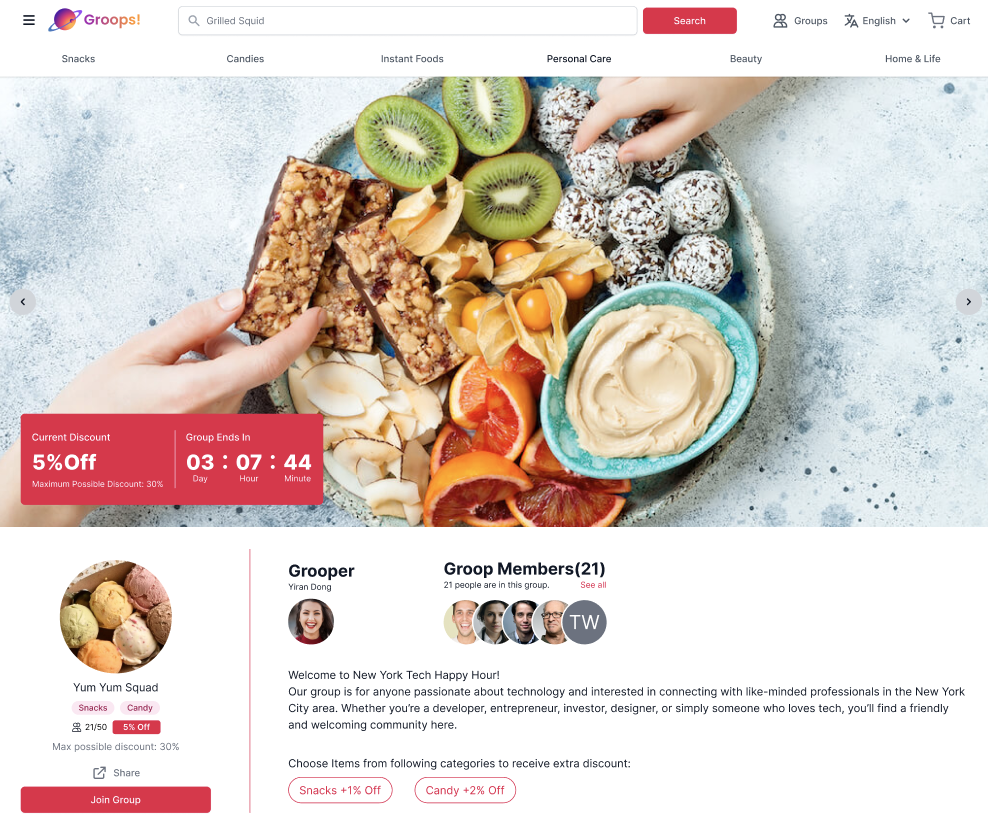 Groops!
Grilled Squid
Search
Groups
English
Cart
Snacks
Candies
Instant Foods
Personal Care
Beauty
Home & Life
Current Discount
5%Off
Maximum Possible Discount: 30%
Group Ends In
03 : 07 : 44
Day Hour Minute
Yum Yum Squad
Snacks Candy
21/50 5% Off
Max possible discount: 30%
Share
Join Group
Grooper
Yiran Dong
Groop Members(21)
21 people are in this group. See all
TW
Welcome to New York Tech Happy Hour!
Our group is for anyone passionate about technology and interested in connecting with like-minded professionals in the New York
City area. Whether you're a developer, entrepreneur, investor, designer, or simply someone who loves tech, you'll find a friendly
and welcoming community here.
Choose Items from following categories to receive extra discount:
Snacks +1% Off
Candy +2% Off